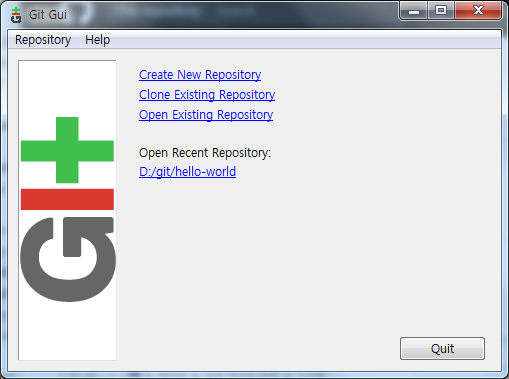 Git Gui
Repository Help
Create New Repository
Clone Existing Repository
Open Existing Repository
Open Recent Repository:
D:/git/hello-world
GIt
Quit